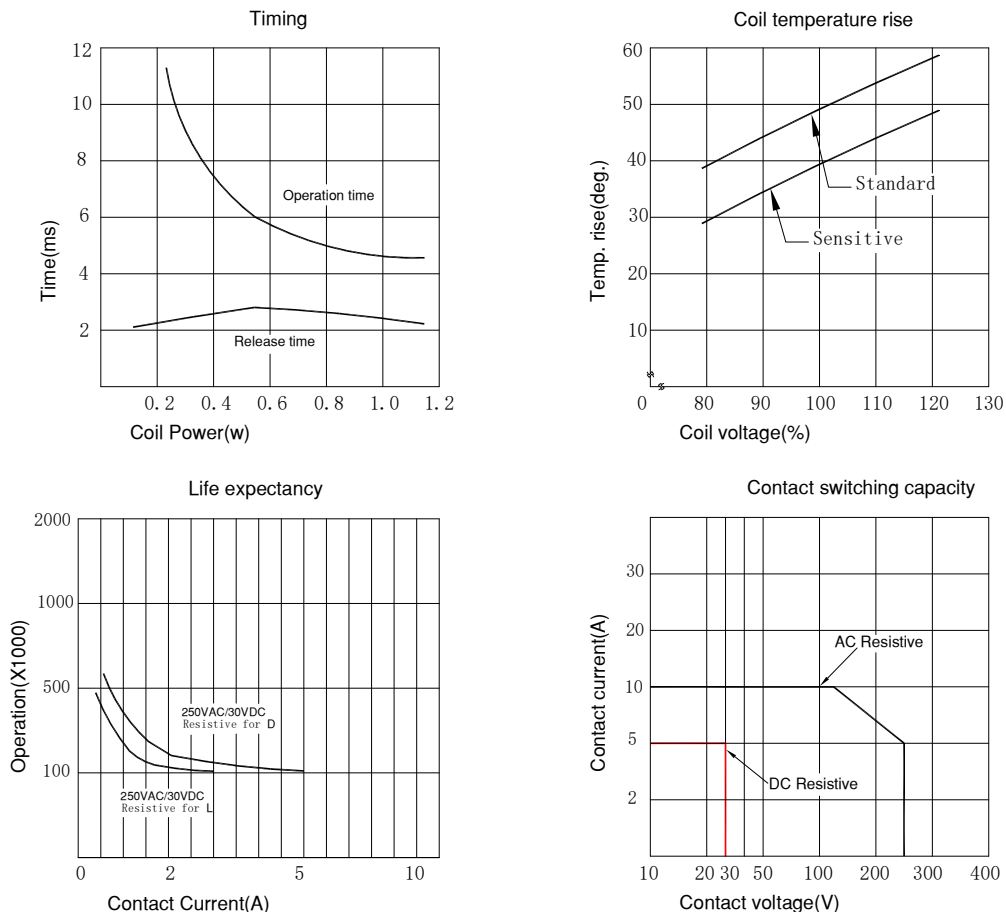 Timing
12
10
8
6
4
2
Time(ms)
Operation time
Release time
0.2 0.4 0.6 0.8 1.0 1.2
Coil Power(w)
Coil temperature rise
60
50
40
30
20
10
Temp. rise(deg.)
Standard
Sensitive
0 80 90 100 110 120 130
Coil voltage(%)
Life expectancy
2000
1000
500
100
Operation(X1000)
250VAC/30VDC
Resistive for D
250VAC/30VDC
Resistive for L
0 2 5 10
Contact Current(A)
Contact switching capacity
30
20
10
5
2
Contact current(A)
AC Resistive
DC Resistive
10 20 30 50 100 200 300 400
Contact voltage(V)